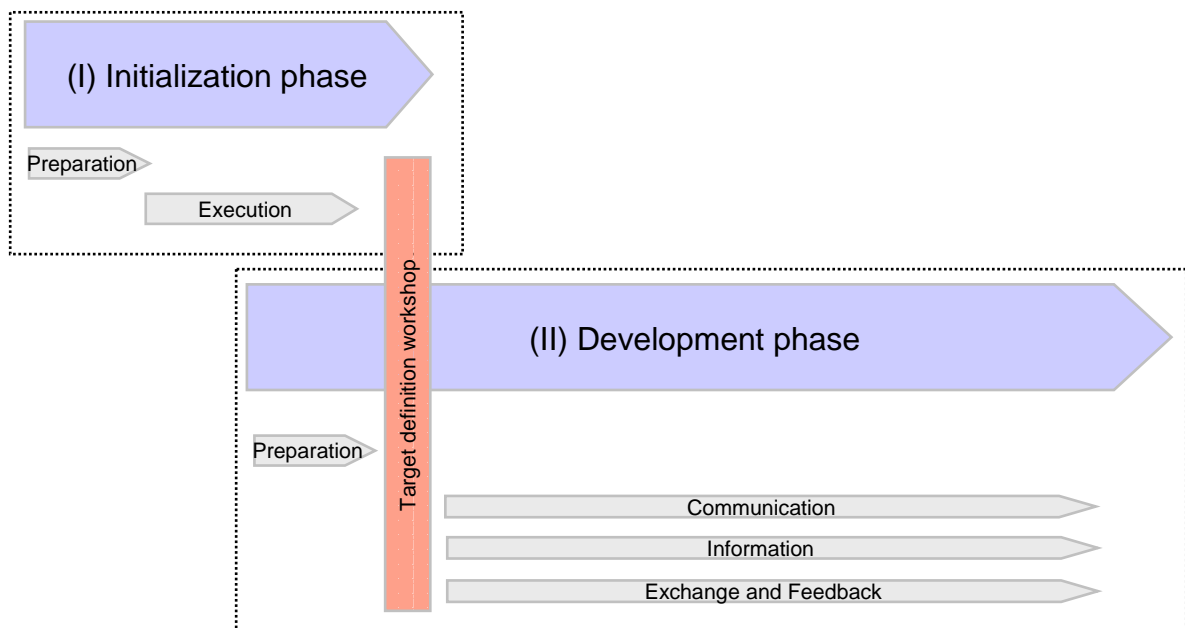 (I) Initialization phase
Preparation
Execution
Target definition workshop
(II) Development phase
Preparation
Communication
Information
Exchange and Feedback